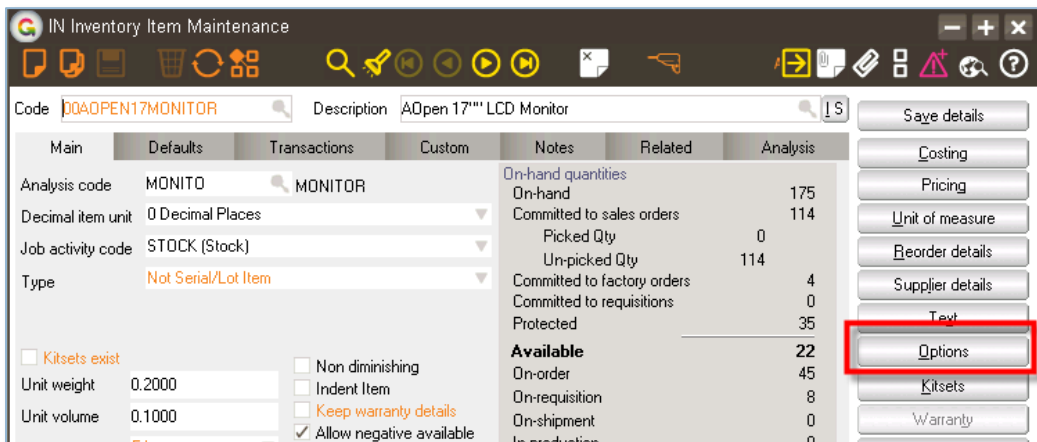 IN Inventory Item Maintenance
Code 00AOPEN17MONITOR Description AOpen 17"" LCD Monitor I S
Main Defaults Transactions Custom Notes Related Analysis
Analysis code MONITO MONITOR
Decimal item unit 0 Decimal Places
Job activity code STOCK (Stock)
Type Not Serial/Lot Item
Kitsets exist
Unit weight 0.2000
Unit volume 0.1000
Non diminishing
Indent Item
Keep warranty details
Allow negative available
On-hand quantities
On-hand 175
Committed to sales orders 114
Picked Qty 0
Un-picked Qty 114
Committed to factory orders 4
Committed to requisitions 0
Protected 35
Available 22
On-order 45
On-requisition 8
On-shipment 0
In production 0
Save details
Costing
Pricing
Unit of measure
Reorder details
Supplier details
Text
Options
Kitsets
Warranty